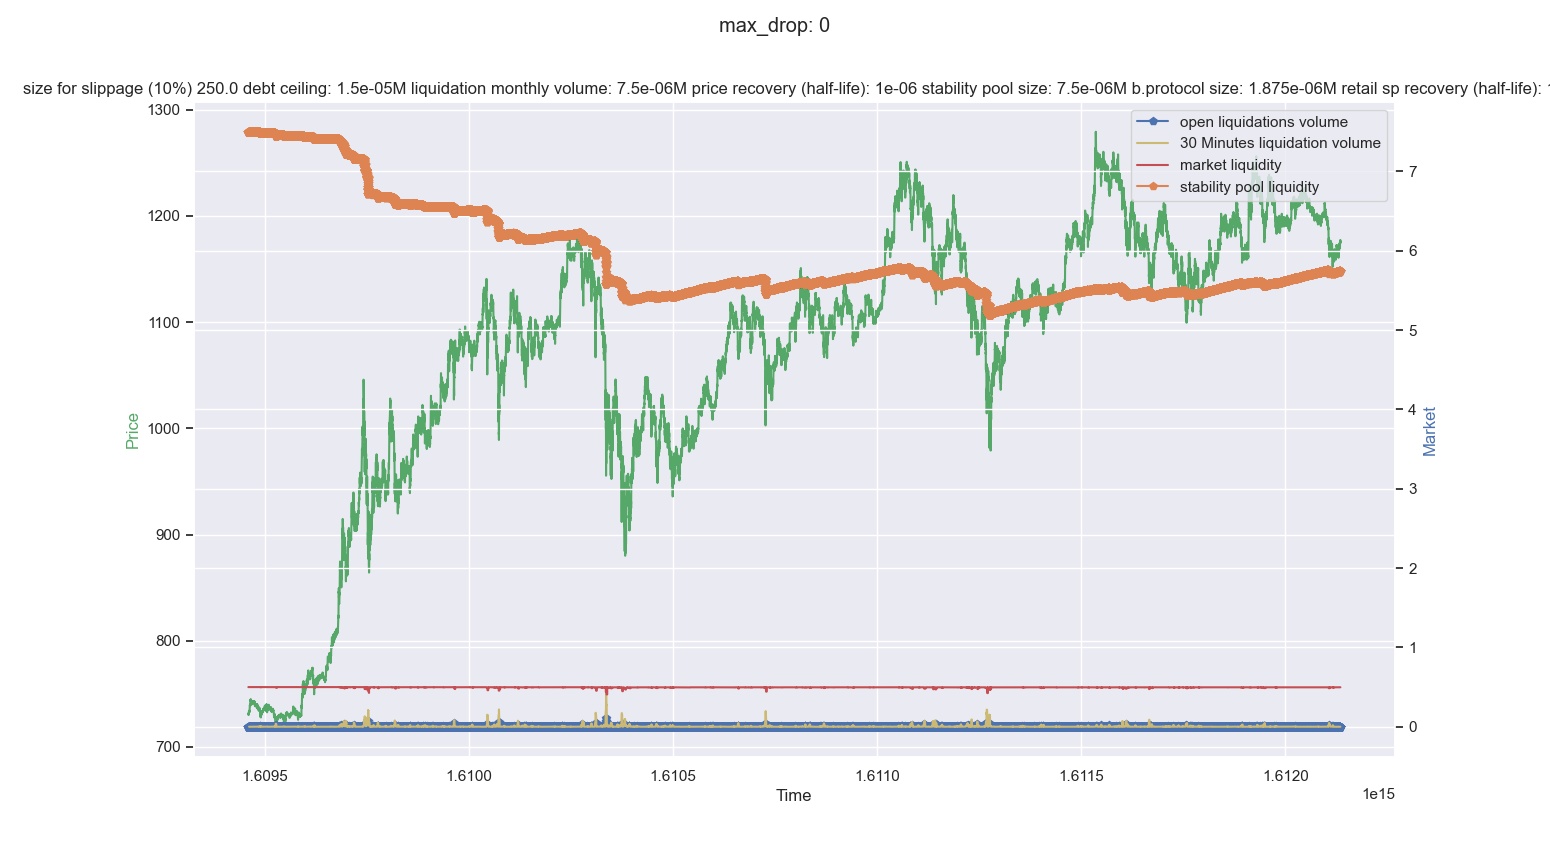 max_drop: 0
size for slippage (10%) 250.0 debt ceiling: 1.5e-05M liquidation monthly volume: 7.5e-06M price recovery (half-life): 1e-06 stability pool size: 7.5e-06M b.protocol size: 1.875e-06M retail sp recovery (half-life):
open liquidations volume
30 Minutes liquidation volume
market liquidity
stability pool liquidity
1300
1200
1100
1000
900
800
700
Price
7
6
5
4
3
2
1
0
Market
1.6095 1.6100 1.6105 1.6110 1.6115 1.6120
1e15
Time